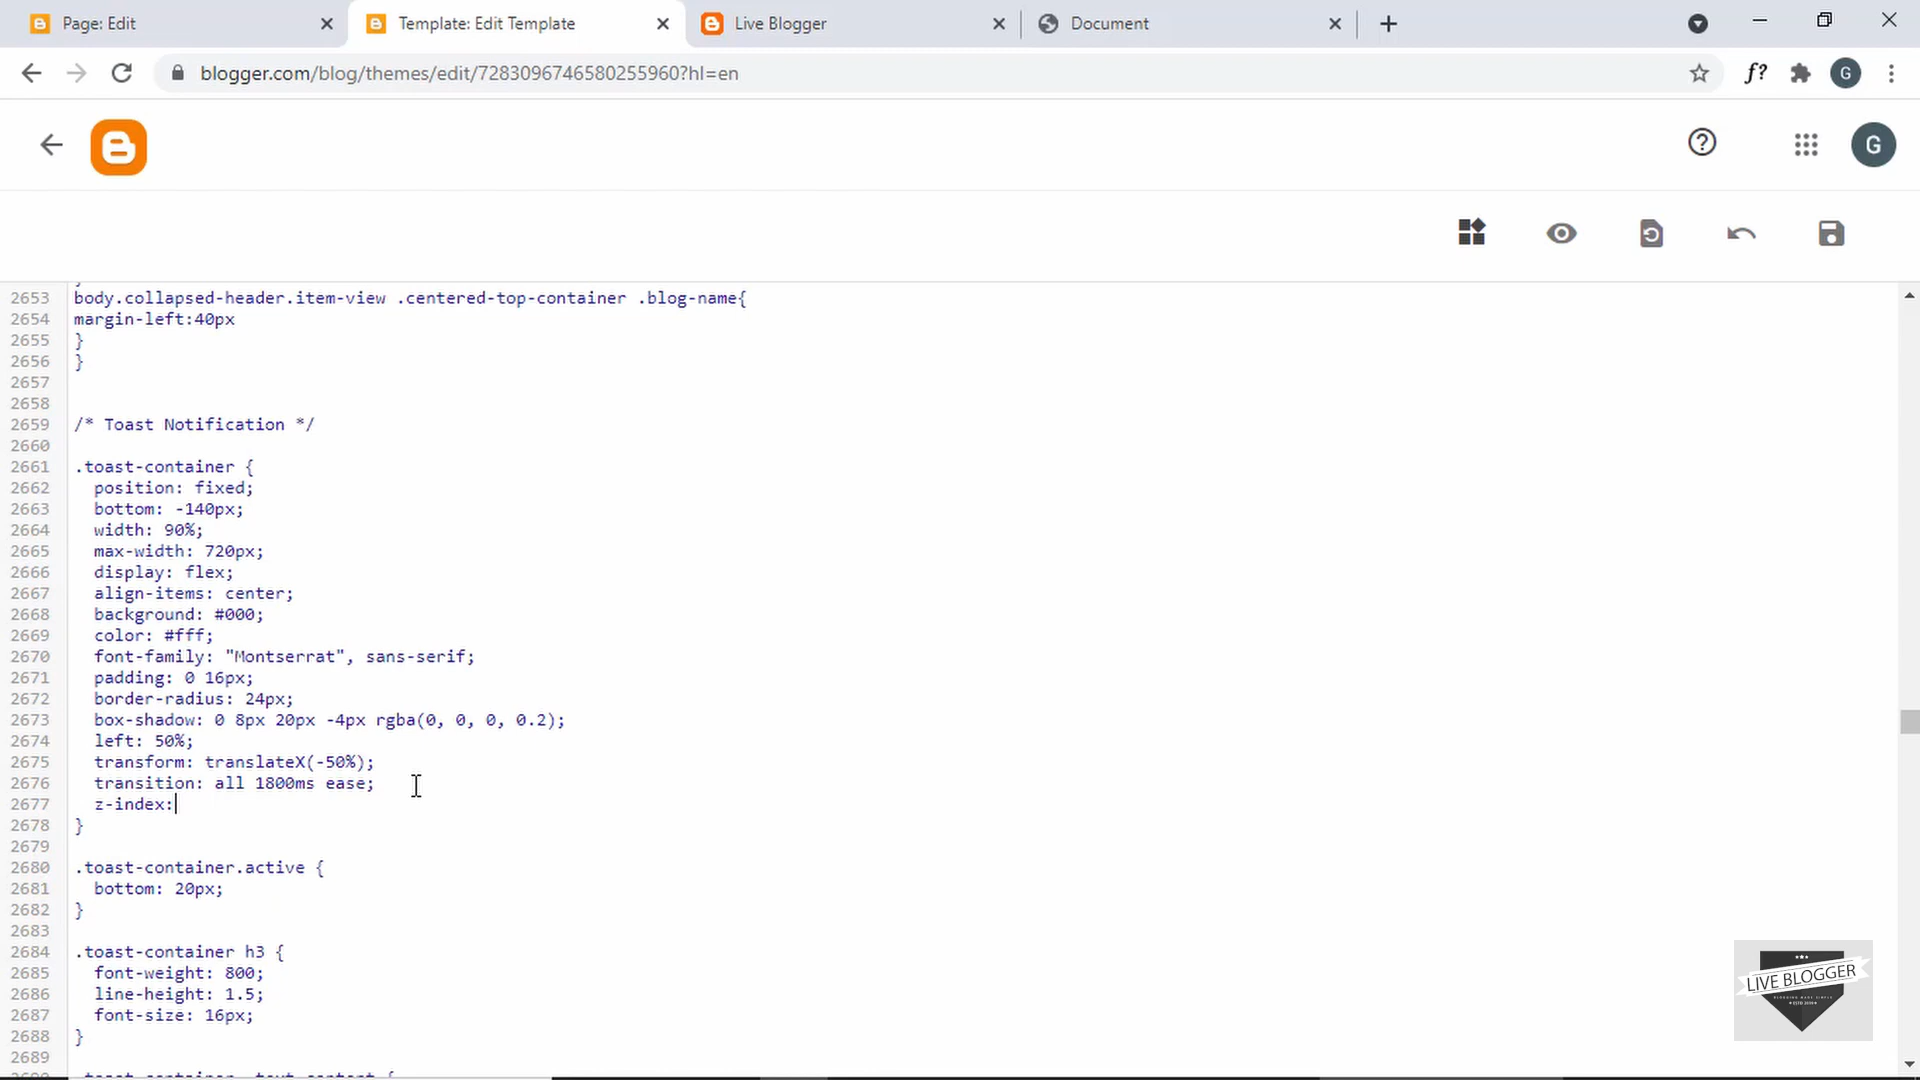 Page: Edit
Template: Edit Template
Live Blogger
Document
blogger.com/blog/themes/edit/7283096746580255960?hl=en
f?
G
G
2653 body.collapsed-header.item-view .centered-top-container .blog-name{
2654 margin-left:40px
2655 }
2656 }
2657
2658
2659 /* Toast Notification */
2660
2661 .toast-container {
2662 position: fixed;
2663 bottom: -140px;
2664 width: 90%;
2665 max-width: 720px;
2666 display: flex;
2667 align-items: center;
2668 background: #000;
2669 color: #fff;
2670 font-family: "Montserrat", sans-serif;
2671 padding: 0 16px;
2672 border-radius: 24px;
2673 box-shadow: 0 8px 20px -4px rgba(0, 0, 0, 0.2);
2674 left: 50%;
2675 transform: translateX(-50%);
2676 transition: all 1800ms ease;
2677 z-index:
2678 }
2679
2680 .toast-container.active {
2681 bottom: 20px;
2682 }
2683
2684 .toast-container h3 {
2685 font-weight: 800;
2686 line-height: 1.5;
2687 font-size: 16px;
2688 }
2689
LIVE BLOGGER